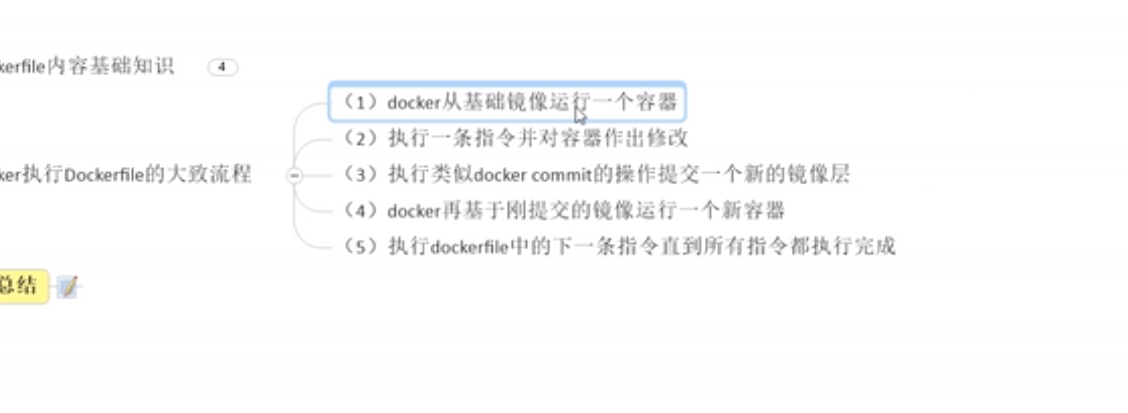 kerfile内容基础知识 4
（1）docker从基础镜像运行一个容器
（2）执行一条指令并对容器作出修改
（3）执行类似docker commit的操作提交一个新的镜像层
ker执行Dockerfile的大致流程
（4）docker再基于刚提交的镜像运行一个新容器
（5）执行dockerfile中的下一条指令直到所有指令都执行完成
总结